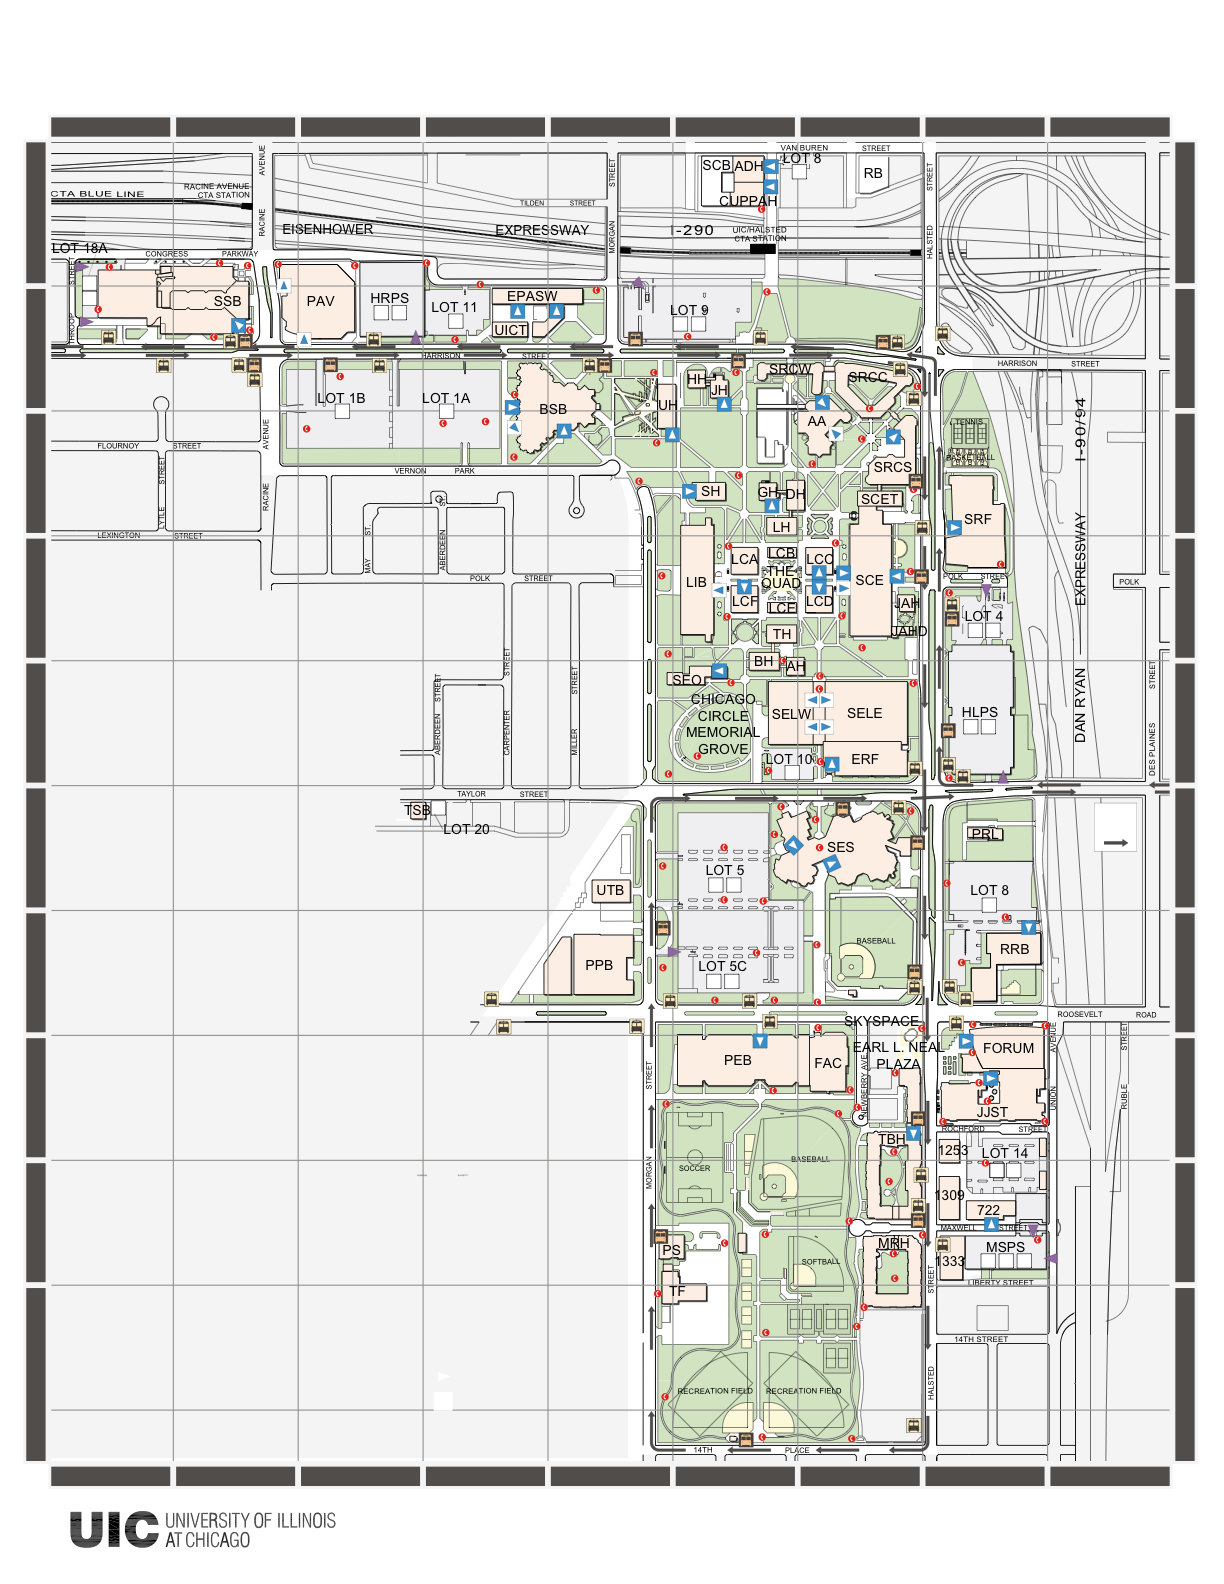 VAN BUREN STREET
SCB ADH LOT 8
RB
CUPPAH
AVENUE
STREET
STREET
CTA BLUE LINE
RACINE AVENUE
CTA STATION
TILDEN STREET
RACINE
EISENHOWER EXPRESSWAY
MORGAN
I-290
UIC/HALSTED
CTA STATION
HALSTED
LOT 18A
CONGRESS PARKWAY
STREET
THROOP
SSB
PAV
HRPS
LOT 11
EPASW
UICT
LOT 9
HARRISON STREET
HARRISON STREET
LOT 1B
LOT 1A
BSB
UH
HH
JH
SRCW
SRCC
AA
SRCS
TENNIS
BASKETBALL
I-90/94
FLOURNOY STREET
AVENUE
VERNON PARK
STREET
LYTLE
RACINE
SH
GH
DH
SCET
SRF
LH
LEXINGTON STREET
MAY ST.
ABERDEEN ST.
LCA
LCB
LCC
THE
QUAD
LIB
SCE
LCF
LCE
LCD
JAH
JAHD
POLK STREET
POLK STREET
POLK
EXPRESSWAY
LOT 4
TH
BH
AH
SEO
STREET
STREET
STREET
STREET
ABERDEEN
CARPENTER
MILLER
CHICAGO
CIRCLE
MEMORIAL
GROVE
SELW
SELE
HLPS
DAN RYAN
DES PLAINES
LOT 10
ERF
TAYLOR STREET
TSB
LOT 20
PRL
SES
LOT 5
LOT 8
UTB
BASEBALL
RRB
PPB
LOT 5C
ROOSEVELT ROAD
SKYSPACE
EARL L. NEAL
PLAZA
PEB
FAC
FORUM
AVENUE
STREET
STREET
NEWBERRY AVE.
UNION
RUBLE
JJST
ROCHFORD STREET
TBH
1253
LOT 14
SOCCER
BASEBALL
MORGAN
1309
722
MAXWELL STREET
PS
MRH
MSPS
1333
SOFTBALL
TF
STREET
LIBERTY STREET
14TH STREET
HALSTED
RECREATION FIELD
RECREATION FIELD
14TH PLACE
UIC
UNIVERSITY OF ILLINOIS
AT CHICAGO